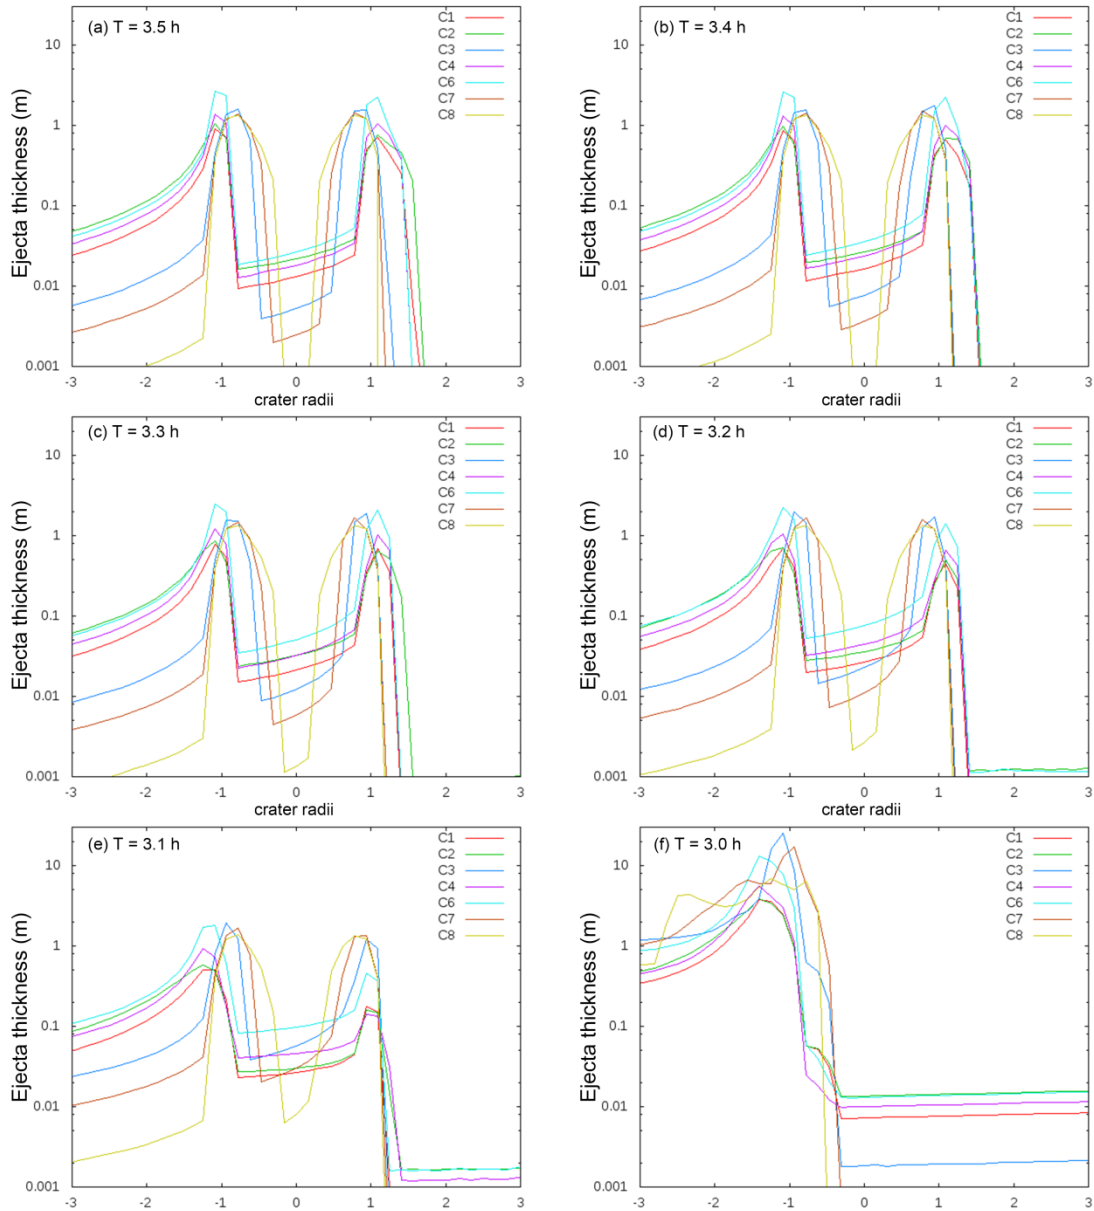 (a) T = 3.5 h
C1
C2
C3
C4
C6
C7
C8
10
1
0.1
0.01
0.001
Ejecta thickness (m)
-3 -2 -1 0 1 2 3
crater radii
(b) T = 3.4 h
C1
C2
C3
C4
C6
C7
C8
10
1
0.1
0.01
0.001
Ejecta thickness (m)
-3 -2 -1 0 1 2 3
crater radii
(c) T = 3.3 h
C1
C2
C3
C4
C6
C7
C8
10
1
0.1
0.01
0.001
Ejecta thickness (m)
-3 -2 -1 0 1 2 3
crater radii
(d) T = 3.2 h
C1
C2
C3
C4
C6
C7
C8
10
1
0.1
0.01
0.001
Ejecta thickness (m)
-3 -2 -1 0 1 2 3
crater radii
(e) T = 3.1 h
C1
C2
C3
C4
C6
C7
C8
10
1
0.1
0.01
0.001
Ejecta thickness (m)
-3 -2 -1 0 1 2 3
(f) T = 3.0 h
C1
C2
C3
C4
C6
C7
C8
10
1
0.1
0.01
0.001
Ejecta thickness (m)
-3 -2 -1 0 1 2 3